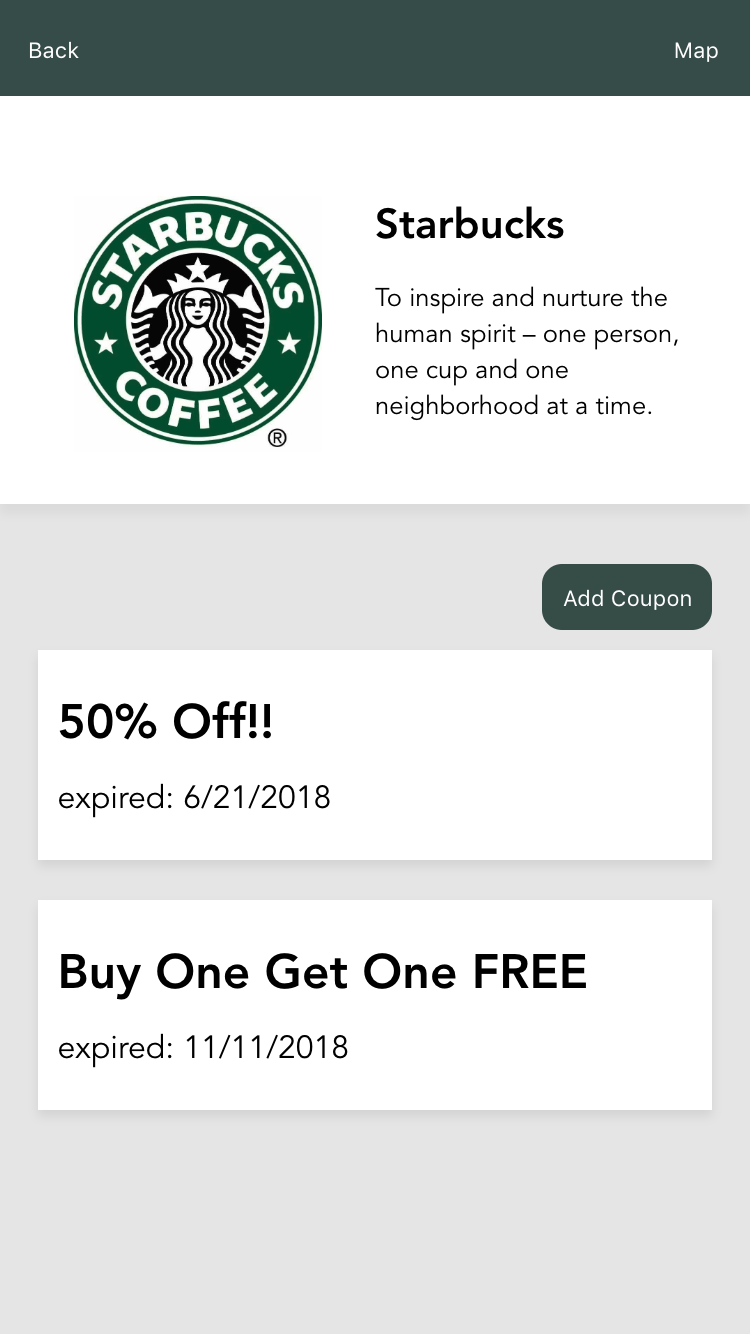 Back
Map
STARBUCKS
COFFEE
®
Starbucks
To inspire and nurture the
human spirit – one person,
one cup and one
neighborhood at a time.
Add Coupon
50% Off!!
expired: 6/21/2018
Buy One Get One FREE
expired: 11/11/2018